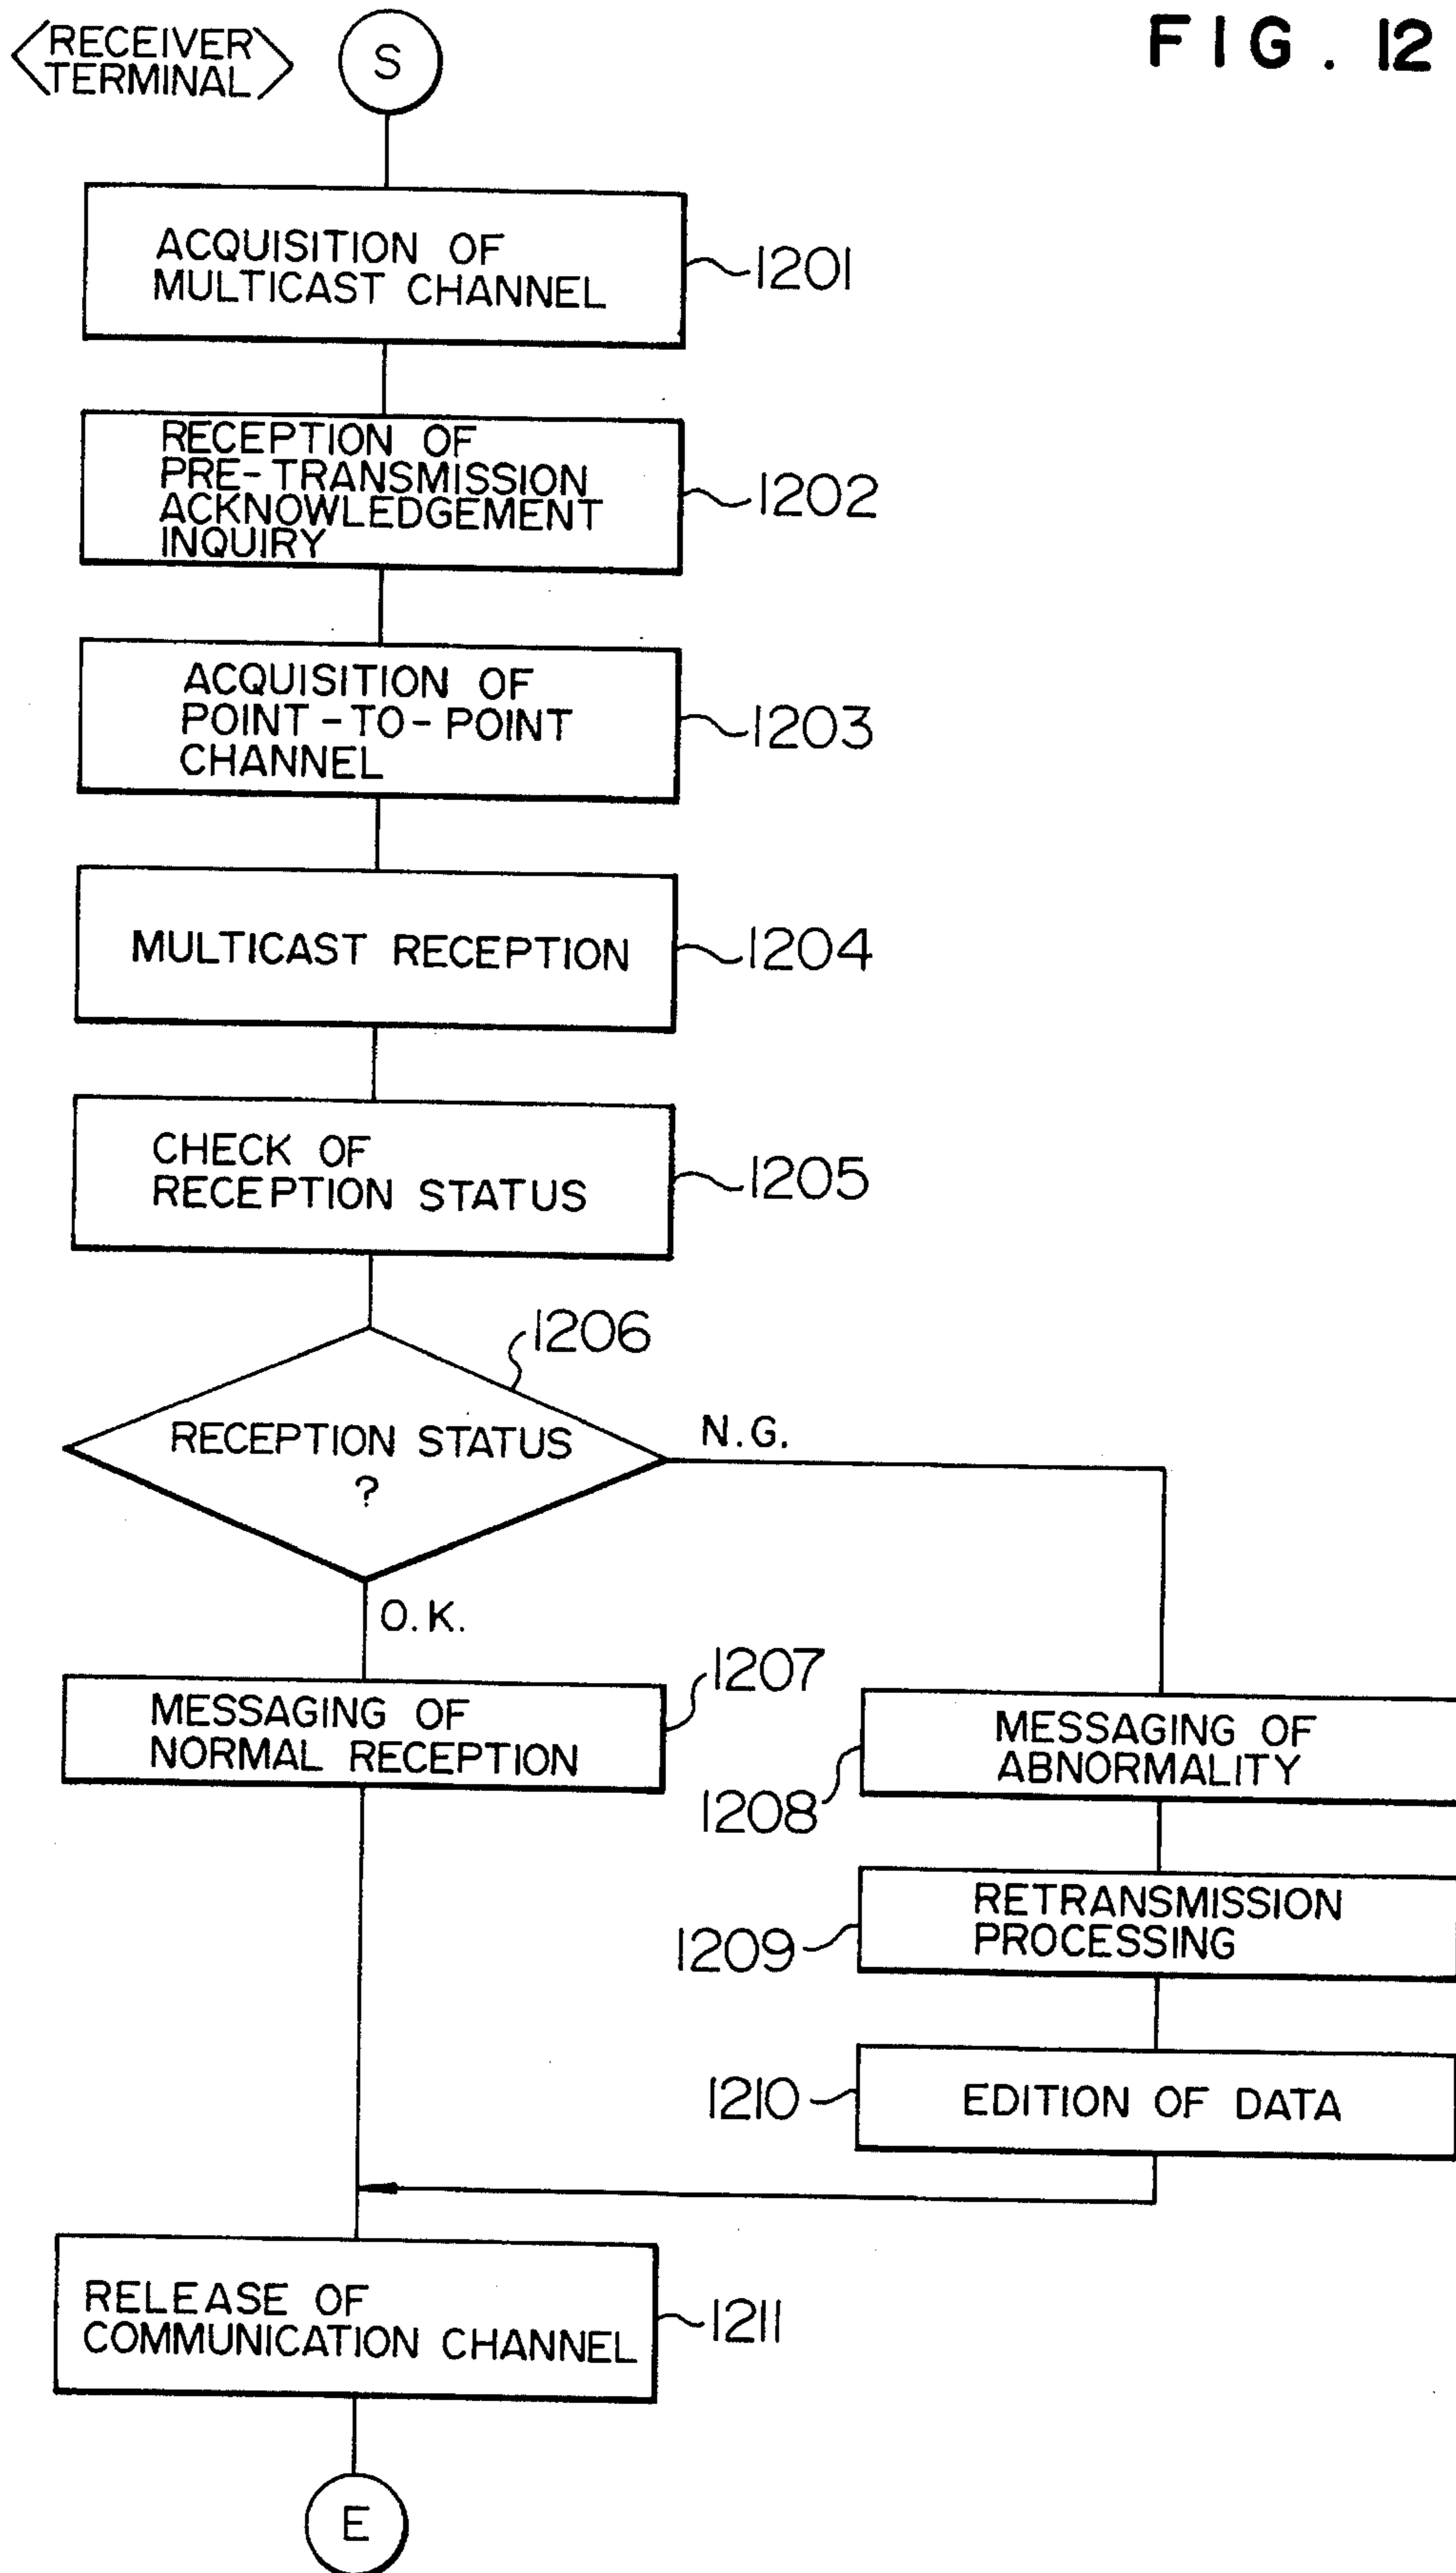 <RECEIVER
TERMINAL>
S
FIG. 12
ACQUISITION OF
MULTICAST CHANNEL
1201
RECEPTION OF
PRE-TRANSMISSION
ACKNOWLEDGEMENT
INQUIRY
1202
ACQUISITION OF
POINT-TO-POINT
CHANNEL
1203
MULTICAST RECEPTION
1204
CHECK OF
RECEPTION STATUS
1205
1206
RECEPTION STATUS
?
N.G.
O.K.
1207
MESSAGING OF
NORMAL RECEPTION
MESSAGING OF
ABNORMALITY
1208
RETRANSMISSION
PROCESSING
1209
1210
EDITION OF DATA
RELEASE OF
COMMUNICATION CHANNEL
1211
E